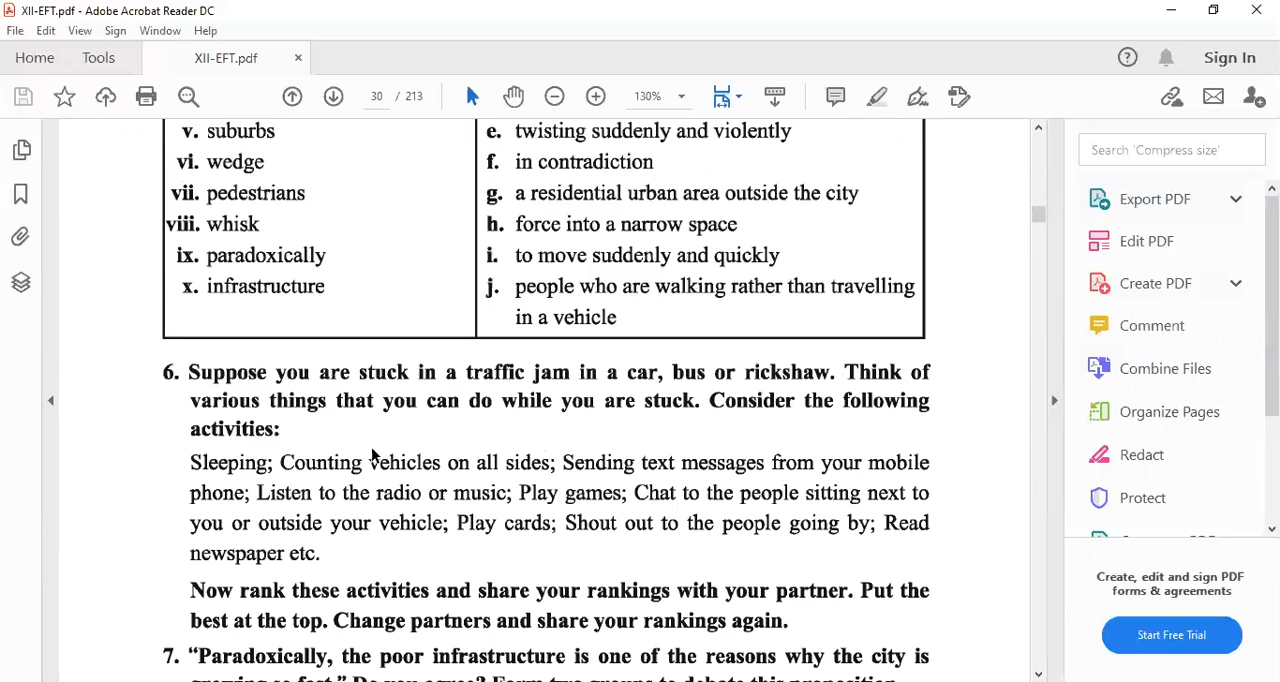 XII-EFT.pdf - Adobe Acrobat Reader DC
File Edit View Sign Window Help
Home Tools XII-EFT.pdf × Sign In
30 / 213 130%
v. suburbs e. twisting suddenly and violently
vi. wedge f. in contradiction
vii. pedestrians g. a residential urban area outside the city
viii. whisk h. force into a narrow space
ix. paradoxically i. to move suddenly and quickly
x. infrastructure j. people who are walking rather than travelling
in a vehicle
6. Suppose you are stuck in a traffic jam in a car, bus or rickshaw. Think of
various things that you can do while you are stuck. Consider the following
activities:
Sleeping; Counting vehicles on all sides; Sending text messages from your mobile
phone; Listen to the radio or music; Play games; Chat to the people sitting next to
you or outside your vehicle; Play cards; Shout out to the people going by; Read
newspaper etc.
Now rank these activities and share your rankings with your partner. Put the
best at the top. Change partners and share your rankings again.
7. “Paradoxically, the poor infrastructure is one of the reasons why the city is
growing so fast.” Do you agree? Form two groups to debate this proposition.
Search 'Compress size'
Export PDF
Edit PDF
Create PDF
Comment
Combine Files
Organize Pages
Redact
Protect
Create, edit and sign PDF
forms & agreements
Start Free Trial